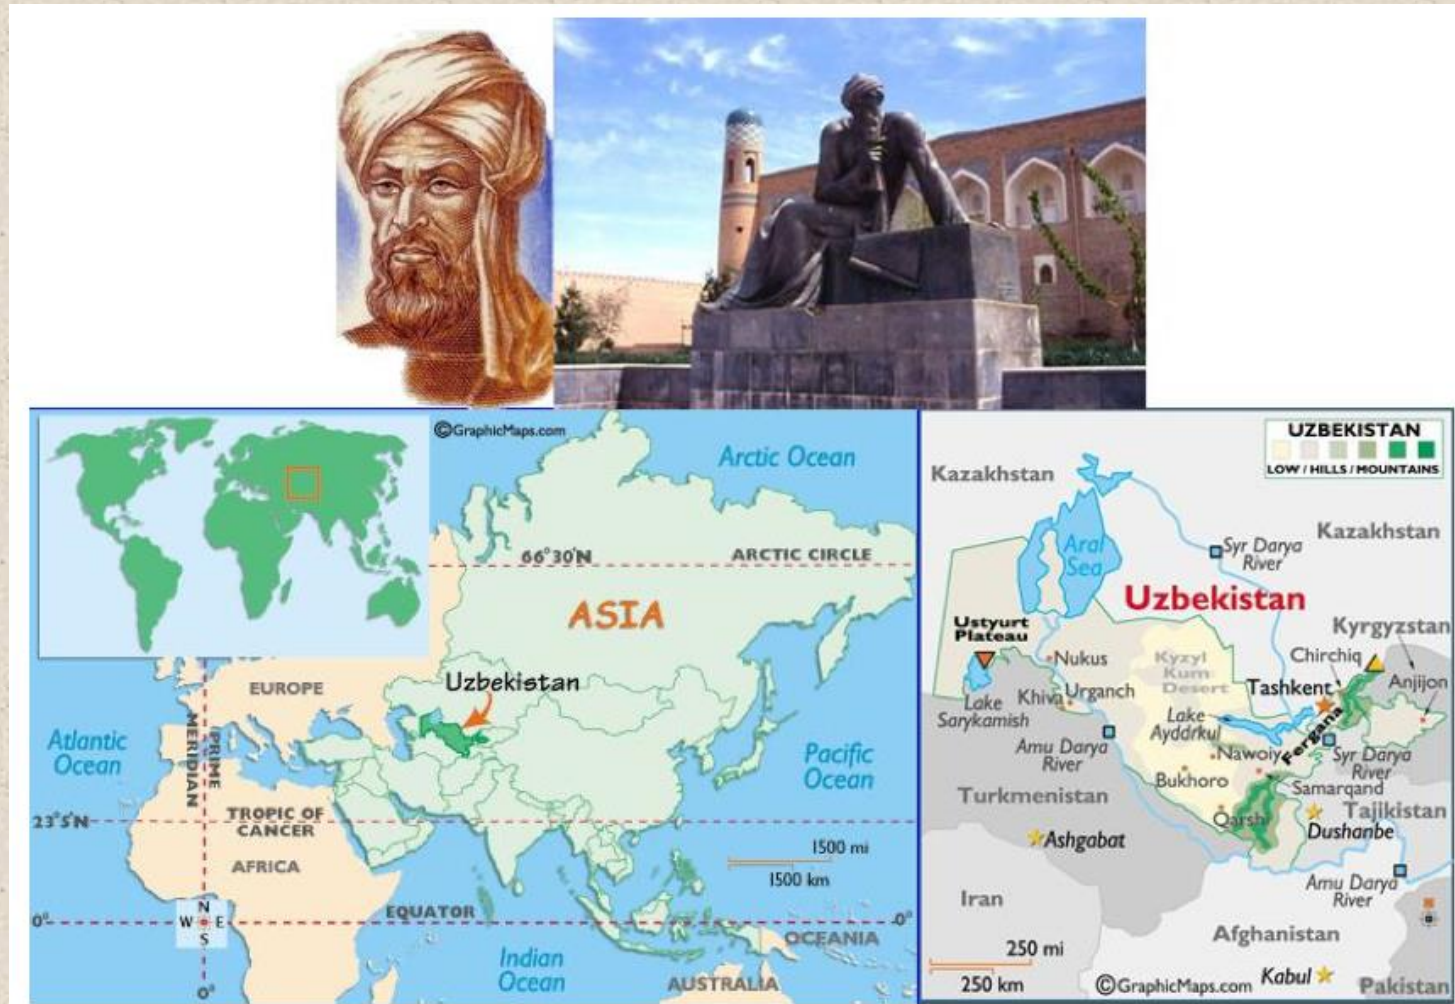 ©GraphicMaps.com
Arctic Ocean
66°30'N
ARCTIC CIRCLE
ASIA
Uzbekistan
EUROPE
Atlantic
Ocean
PRIME
MERIDIAN
Pacific
Ocean
23°5'N
TROPIC OF
CANCER
AFRICA
1500 mi
1500 km
N
W E
S
0°
EQUATOR
0°
OCEANIA
Indian
Ocean
AUSTRALIA
0°
UZBEKISTAN
LOW / HILLS / MOUNTAINS
Kazakhstan
Kazakhstan
Aral
Sea
Syr Darya
River
Uzbekistan
Ustyurt
Plateau
Kyrgyzstan
Nukus
Kyzyl
Kum
Desert
Chirchiq
Tashkent
Anjijon
Khiva
Urganch
Lake
Sarykamish
Lake
Aydarkul
Fergana
Amu Darya
River
Nawoiy
Syr Darya
River
Bukhoro
Samarqand
Turkmenistan
Qarshi
Tajikistan
Dushanbe
Ashgabat
Amu Darya
River
Iran
Afghanistan
250 mi
250 km
©GraphicMaps.com
Kabul
Pakistan